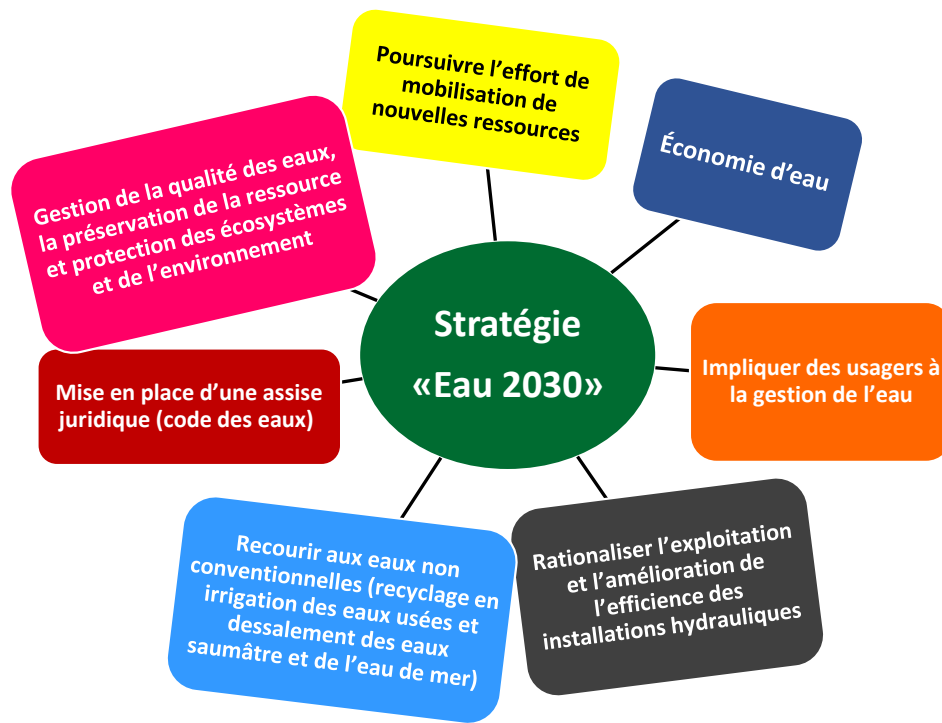 Poursuivre l’effort de
mobilisation de
nouvelles ressources
Économie d’eau
Gestion de la qualité des eaux,
la préservation de la ressource
et protection des écosystèmes
et de l’environnement
Stratégie
«Eau 2030»
Impliquer des usagers à
la gestion de l’eau
Mise en place d’une assise
juridique (code des eaux)
Rationaliser l’exploitation
et l’amélioration de
l’efficience des
installations hydrauliques
Recourir aux eaux non
conventionnelles (recyclage en
irrigation des eaux usées et
dessalement des eaux
saumâtre et de l’eau de mer)